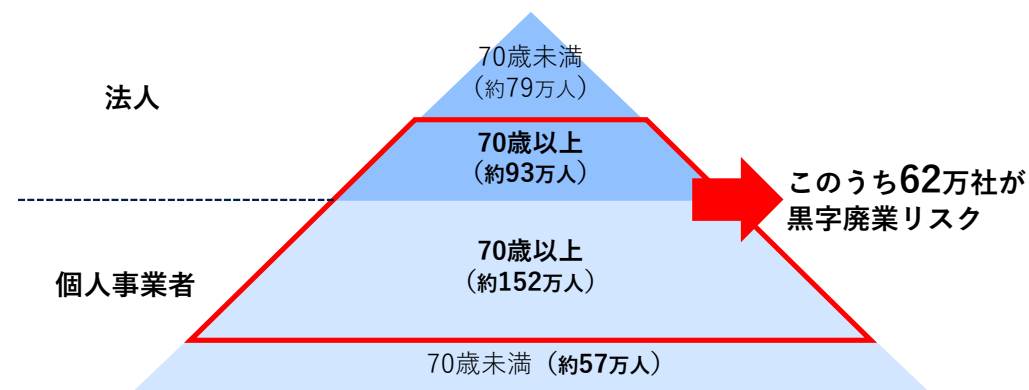 70歳未満
（約79万人）
法人
70歳以上
（約93万人）
このうち62万社が
黒字廃業リスク
70歳以上
（約152万人）
個人事業者
70歳未満（約57万人）